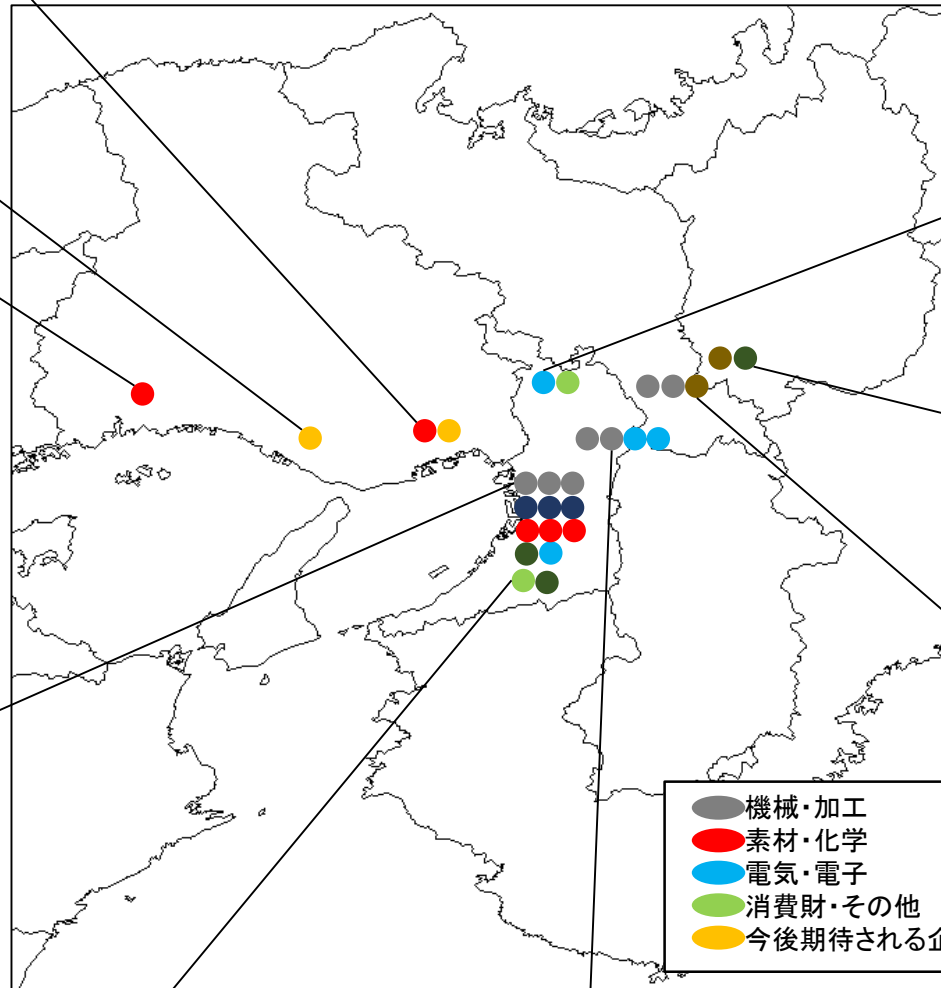 機械・加工
素材・化学
電気・電子
消費財・その他
今後期待される企